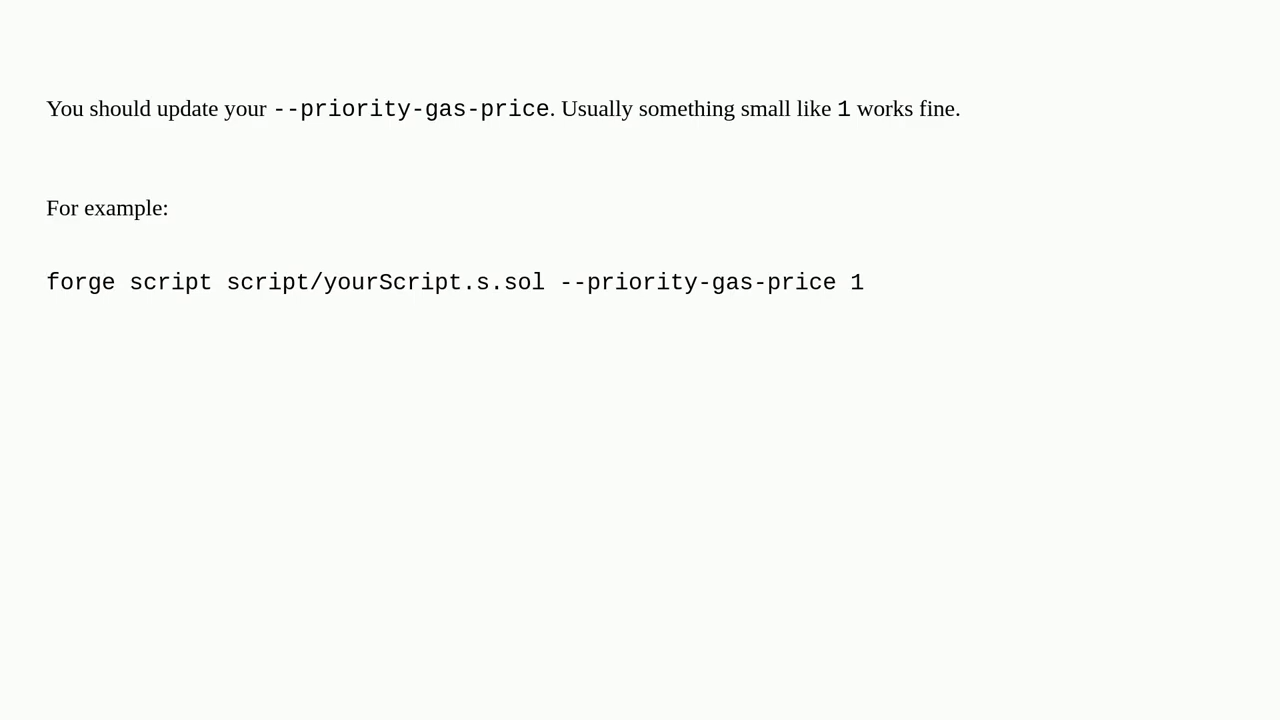 You should update your --priority-gas-price. Usually something small like 1 works fine.
For example:
forge script script/yourScript.s.sol --priority-gas-price 1